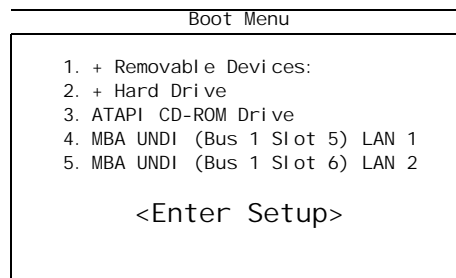 Boot Menu
1. + Removable Devices:
2. + Hard Drive
3. ATAPI CD-ROM Drive
4. MBA UNDI (Bus 1 Slot 5) LAN 1
5. MBA UNDI (Bus 1 Slot 6) LAN 2
<Enter Setup>